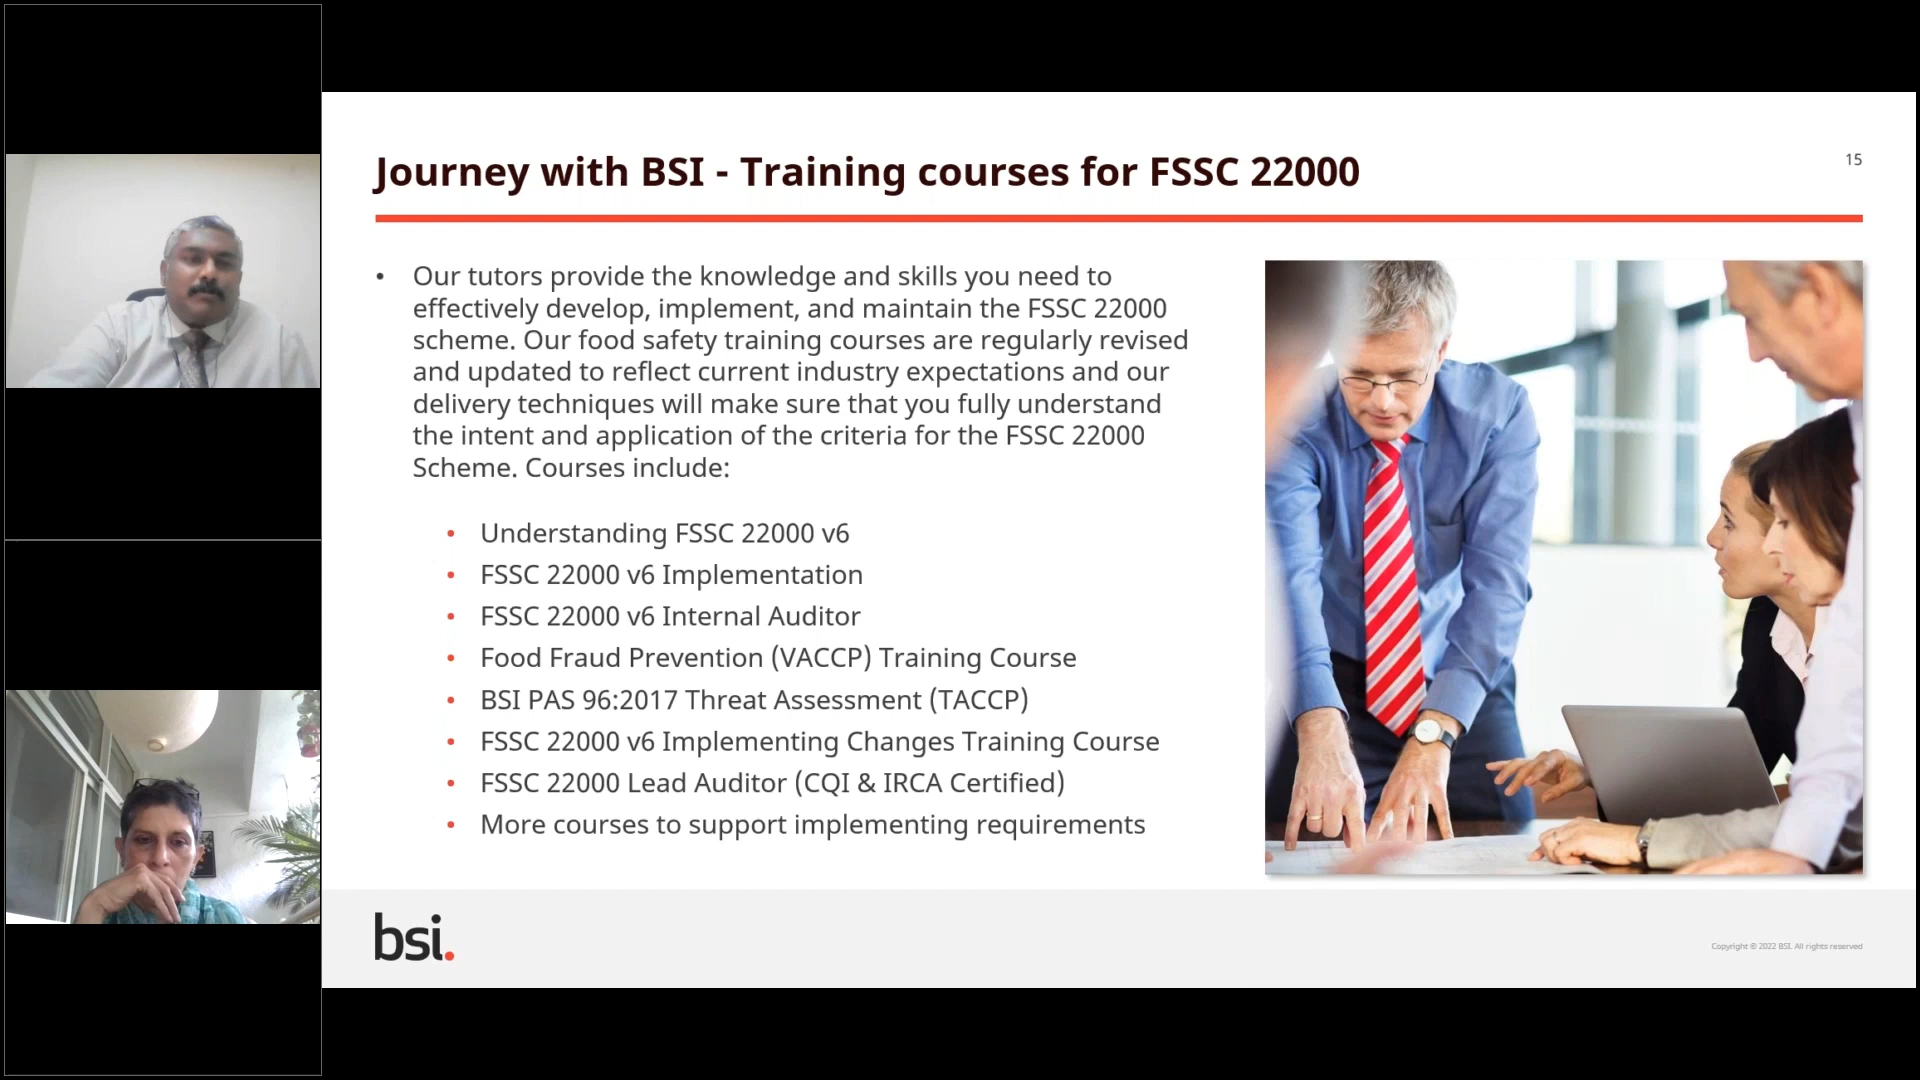 Journey with BSI - Training courses for FSSC 22000
15
• Our tutors provide the knowledge and skills you need to
effectively develop, implement, and maintain the FSSC 22000
scheme. Our food safety training courses are regularly revised
and updated to reflect current industry expectations and our
delivery techniques will make sure that you fully understand
the intent and application of the criteria for the FSSC 22000
Scheme. Courses include:
• Understanding FSSC 22000 v6
• FSSC 22000 v6 Implementation
• FSSC 22000 v6 Internal Auditor
• Food Fraud Prevention (VACCP) Training Course
• BSI PAS 96:2017 Threat Assessment (TACCP)
• FSSC 22000 v6 Implementing Changes Training Course
• FSSC 22000 Lead Auditor (CQI & IRCA Certified)
• More courses to support implementing requirements
bsi.
Copyright © 2022 BSI. All rights reserved